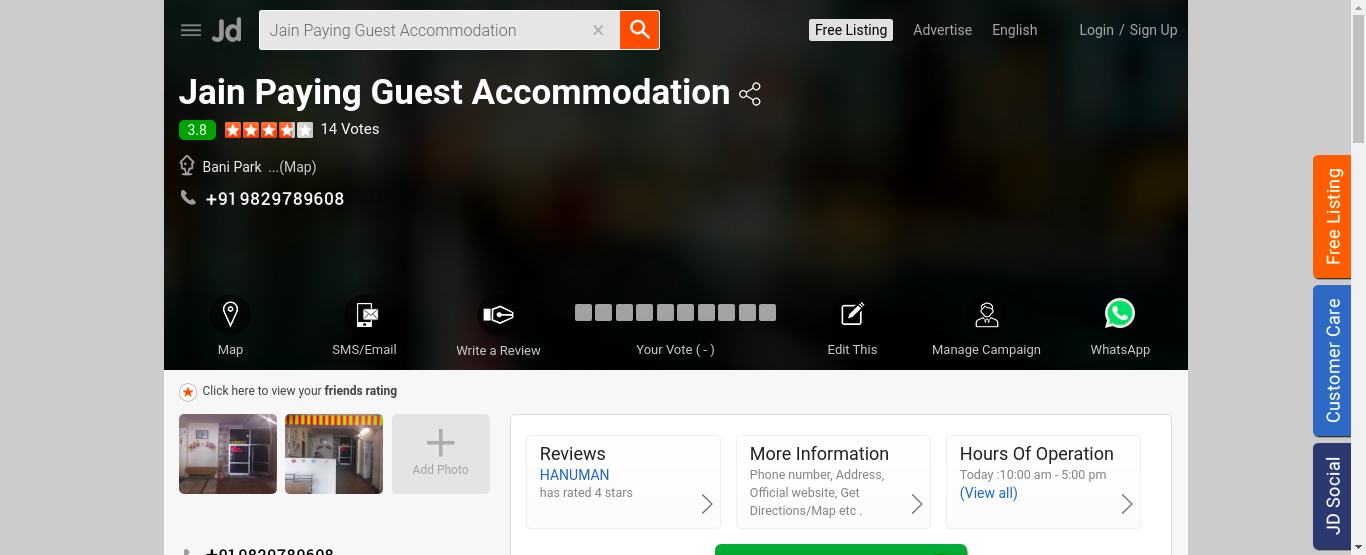 Jd
Jain Paying Guest Accommodation
Free Listing
Advertise
English
Login / Sign Up
Jain Paying Guest Accommodation
3.8
14 Votes
Bani Park ...(Map)
+919829789608
Map
SMS/Email
Write a Review
Your Vote ( - )
Edit This
Manage Campaign
WhatsApp
Free Listing
Customer Care
JD Social
Click here to view your friends rating
Add Photo
Reviews
HANUMAN
has rated 4 stars
More Information
Phone number, Address,
Official website, Get
Directions/Map etc .
Hours Of Operation
Today :10:00 am - 5:00 pm
(View all)
+919829789608